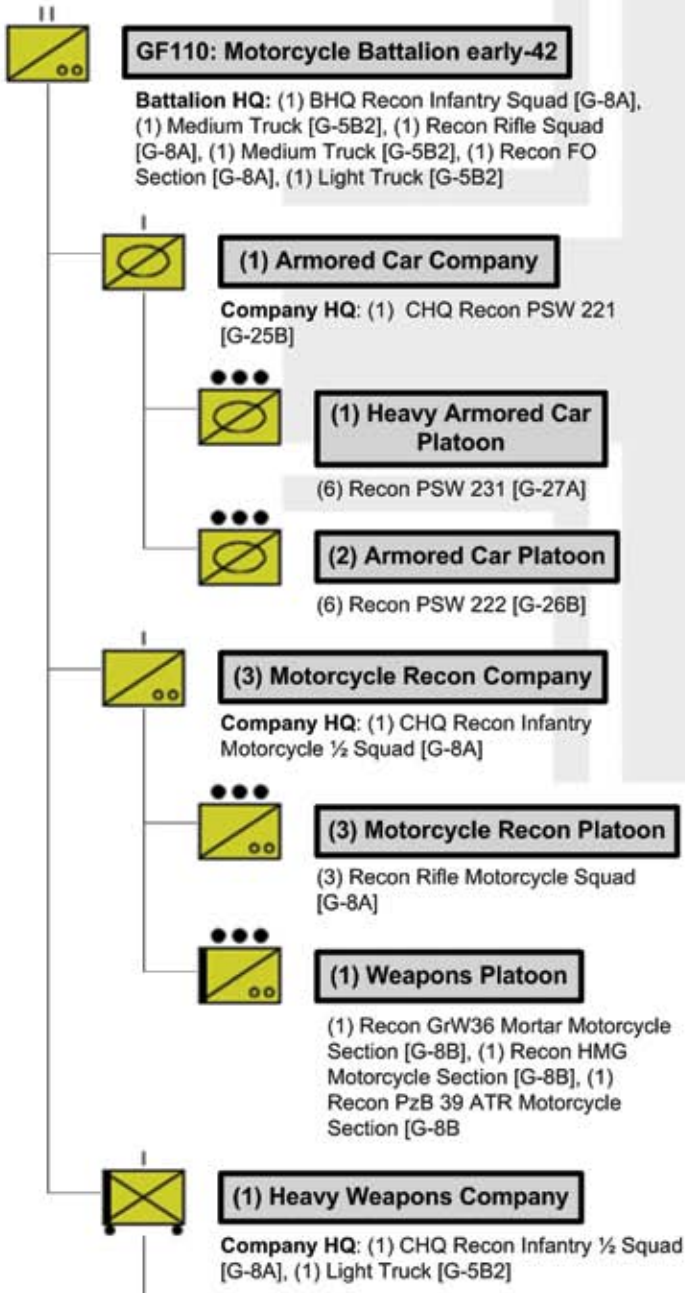 GF110: Motorcycle Battalion early-42
Battalion HQ: (1) BHQ Recon Infantry Squad [G-8A],
(1) Medium Truck [G-5B2], (1) Recon Rifle Squad
[G-8A], (1) Medium Truck [G-5B2], (1) Recon FO
Section [G-8A], (1) Light Truck [G-5B2]
(1) Armored Car Company
Company HQ: (1) CHQ Recon PSW 221
[G-25B]
(1) Heavy Armored Car
Platoon
(6) Recon PSW 231 [G-27A]
(2) Armored Car Platoon
(6) Recon PSW 222 [G-26B]
(3) Motorcycle Recon Company
Company HQ: (1) CHQ Recon Infantry
Motorcycle ½ Squad [G-8A]
(3) Motorcycle Recon Platoon
(3) Recon Rifle Motorcycle Squad
[G-8A]
(1) Weapons Platoon
(1) Recon GrW36 Mortar Motorcycle
Section [G-8B], (1) Recon HMG
Motorcycle Section [G-8B], (1)
Recon PzB 39 ATR Motorcycle
Section [G-8B
(1) Heavy Weapons Company
Company HQ: (1) CHQ Recon Infantry ½ Squad
[G-8A], (1) Light Truck [G-5B2]